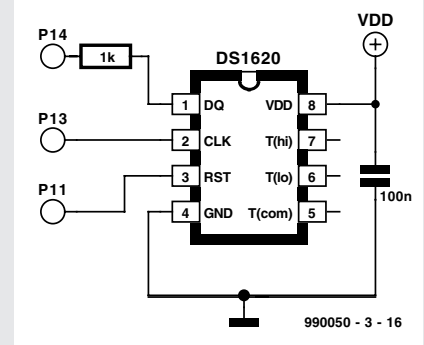 VDD
P14
1k
DS1620
1 DQ VDD 8
P13
2 CLK T(hi) 7
P11
3 RST T(lo) 6
100n
4 GND T(com) 5
990050 - 3 - 16